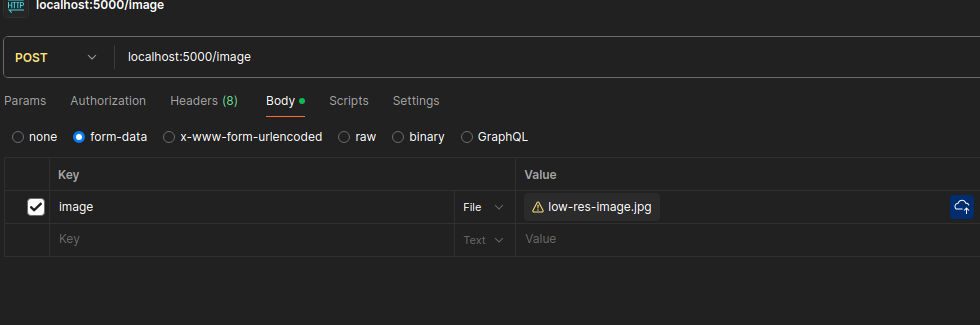 HTTP localhost:5000/image
POST localhost:5000/image
Params Authorization Headers (8) Body Scripts Settings
none form-data x-www-form-urlencoded raw binary GraphQL
Key Value
image File low-res-image.jpg
Key Text Value